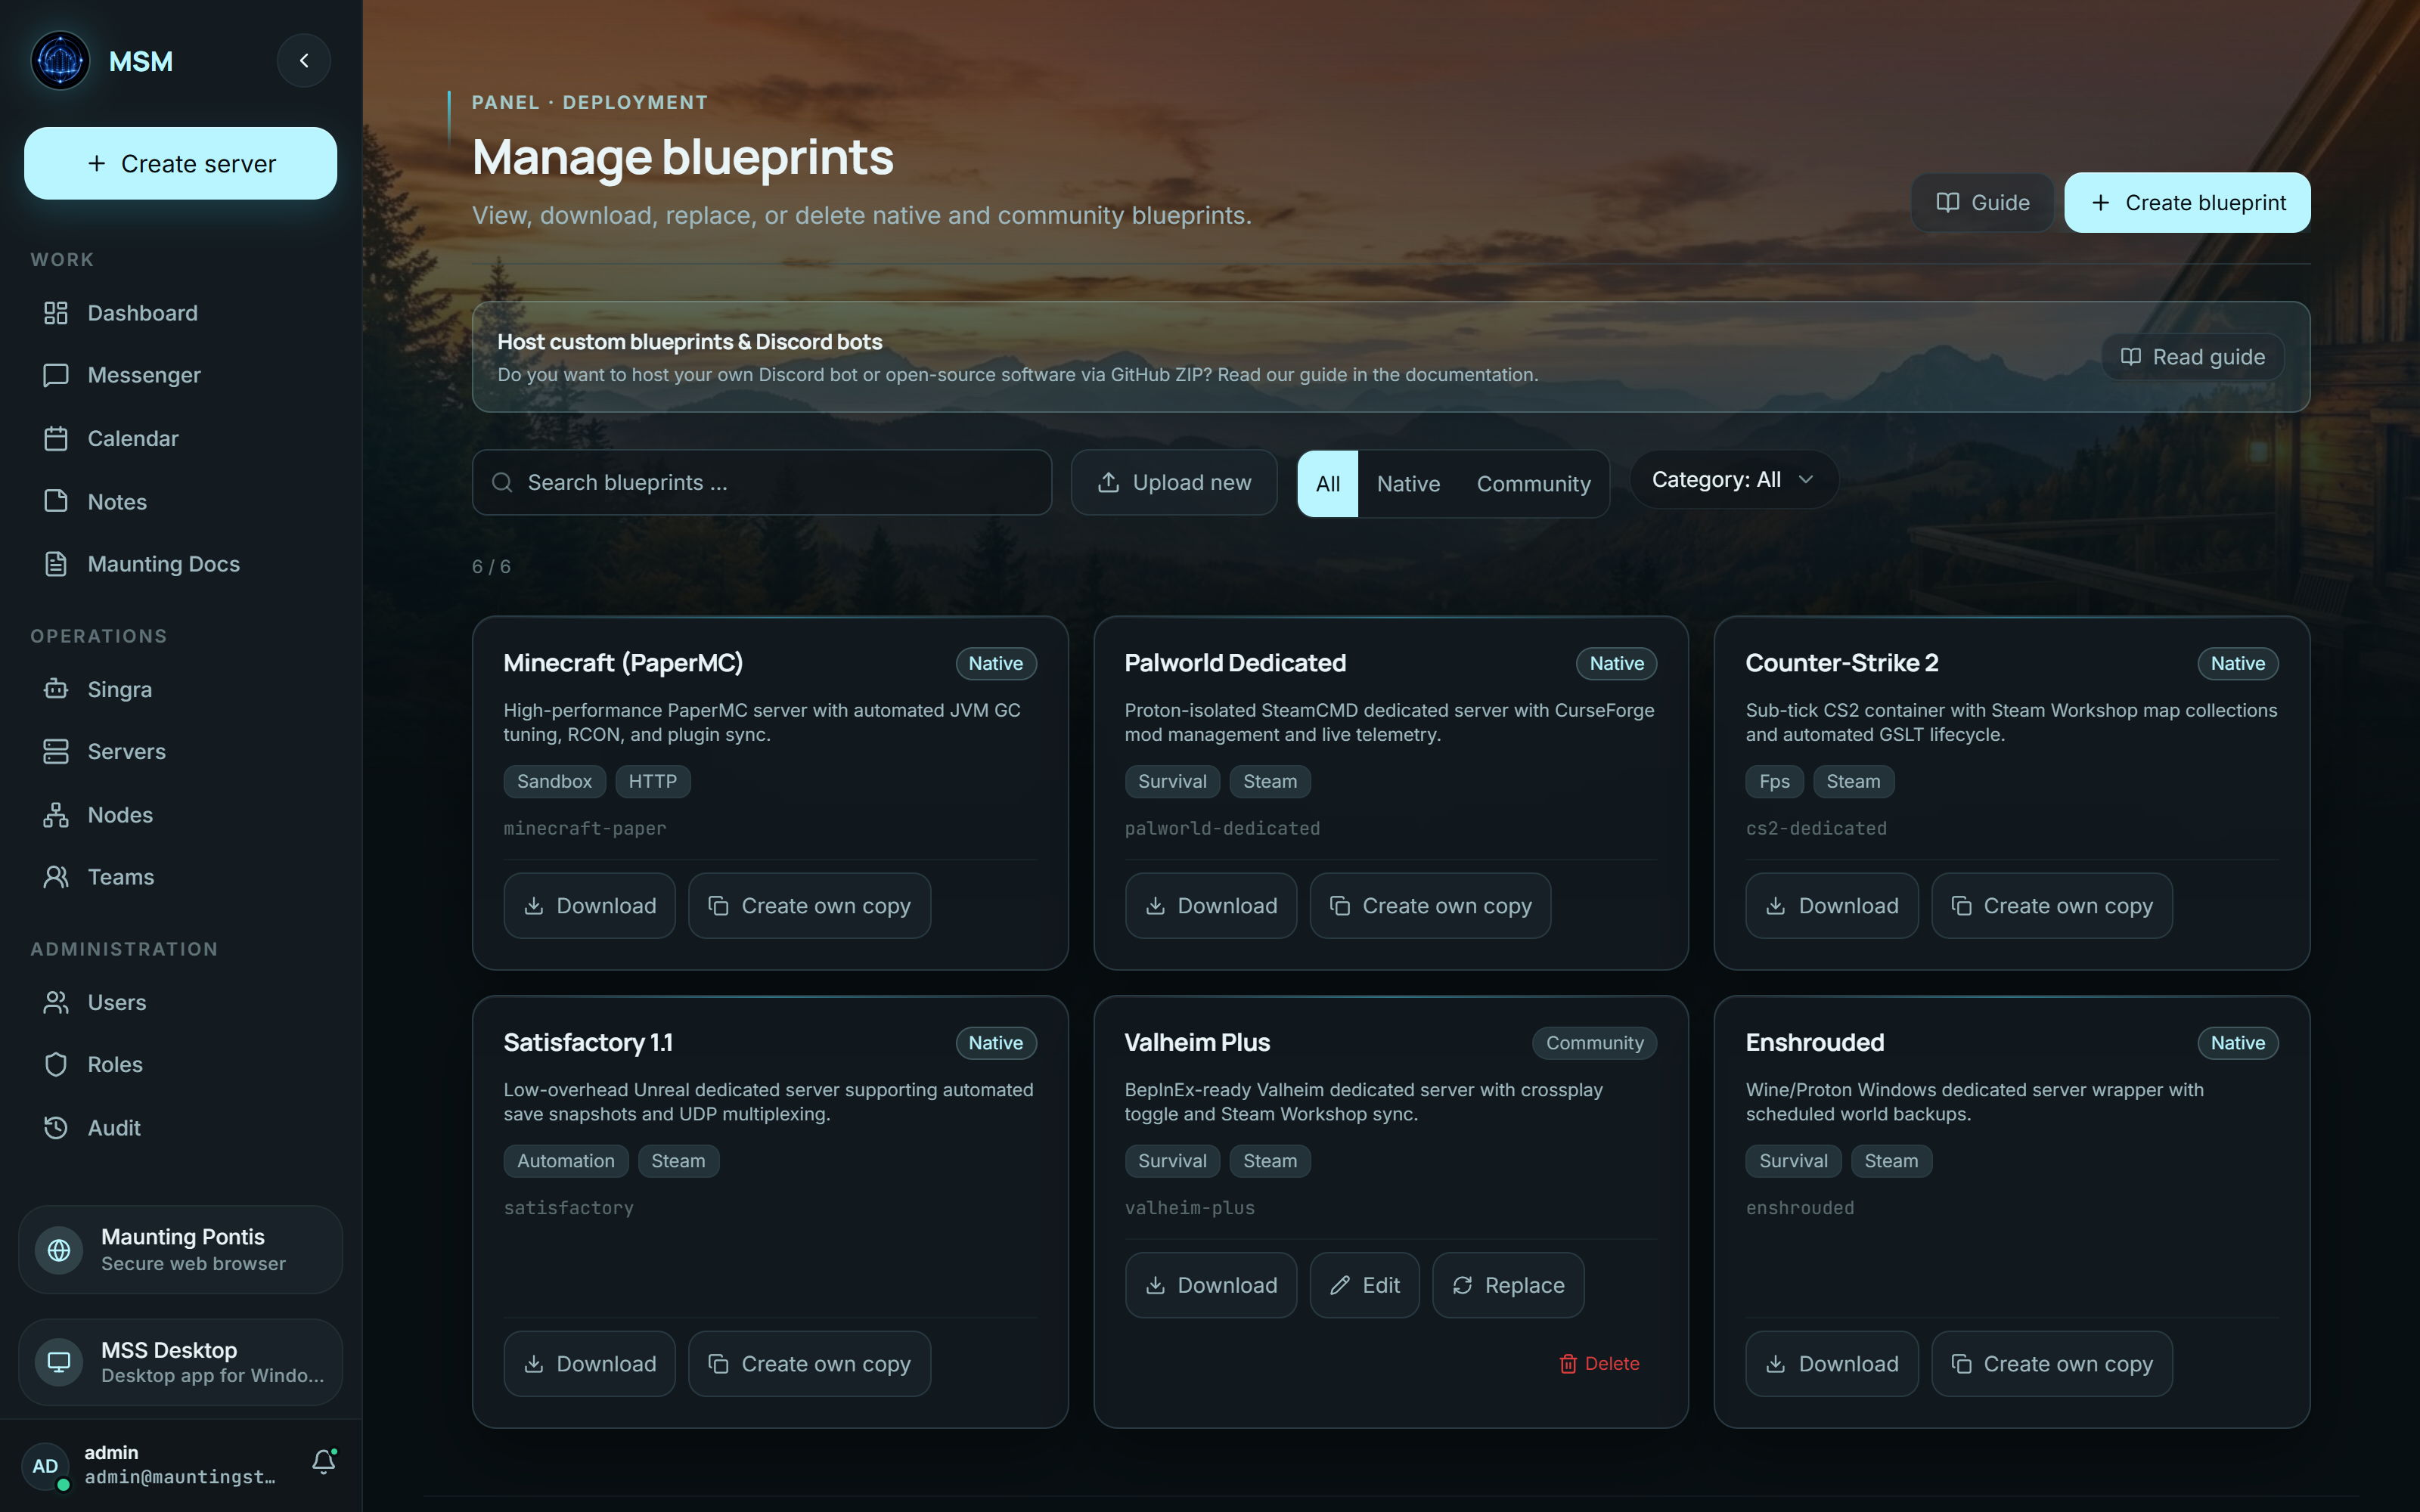 MSM
Create server
WORK
Dashboard
Messenger
Calendar
Notes
Maunting Docs
OPERATIONS
Singra
Servers
Nodes
Teams
ADMINISTRATION
Users
Roles
Audit
Maunting Pontis
Secure web browser
MSS Desktop
Desktop app for Windo...
AD
admin
admin@mauntingst...
PANEL · DEPLOYMENT
Manage blueprints
View, download, replace, or delete native and community blueprints.
Guide
Create blueprint
Host custom blueprints & Discord bots
Do you want to host your own Discord bot or open-source software via GitHub ZIP? Read our guide in the documentation.
Read guide
Search blueprints ...
Upload new
All
Native
Community
Category: All
6 / 6
Minecraft (PaperMC)
Native
High-performance PaperMC server with automated JVM GC
tuning, RCON, and plugin sync.
Sandbox
HTTP
minecraft-paper
Download
Create own copy
Palworld Dedicated
Native
Proton-isolated SteamCMD dedicated server with CurseForge
mod management and live telemetry.
Survival
Steam
palworld-dedicated
Download
Create own copy
Counter-Strike 2
Native
Sub-tick CS2 container with Steam Workshop map collections
and automated GSLT lifecycle.
Fps
Steam
cs2-dedicated
Download
Create own copy
Satisfactory 1.1
Native
Low-overhead Unreal dedicated server supporting automated
save snapshots and UDP multiplexing.
Automation
Steam
satisfactory
Download
Create own copy
Valheim Plus
Community
BepInEx-ready Valheim dedicated server with crossplay
toggle and Steam Workshop sync.
Survival
Steam
valheim-plus
Download
Edit
Replace
Delete
Enshrouded
Native
Wine/Proton Windows dedicated server wrapper with
scheduled world backups.
Survival
Steam
enshrouded
Download
Create own copy